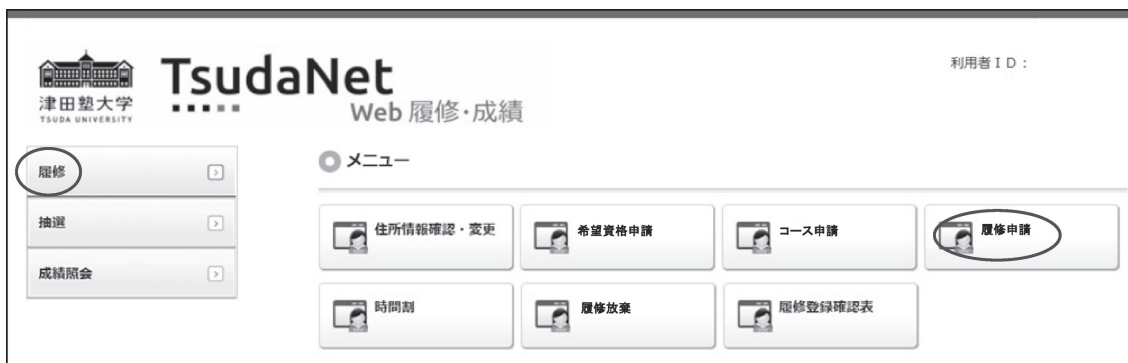 利用者ＩＤ：
津田塾大学
TSUDA UNIVERSITY
TsudaNet
Web 履修・成績
履修
抽選
成績照会
メニュー
住所情報確認・変更
希望資格申請
コース申請
履修申請
時間割
履修放棄
履修登録確認表